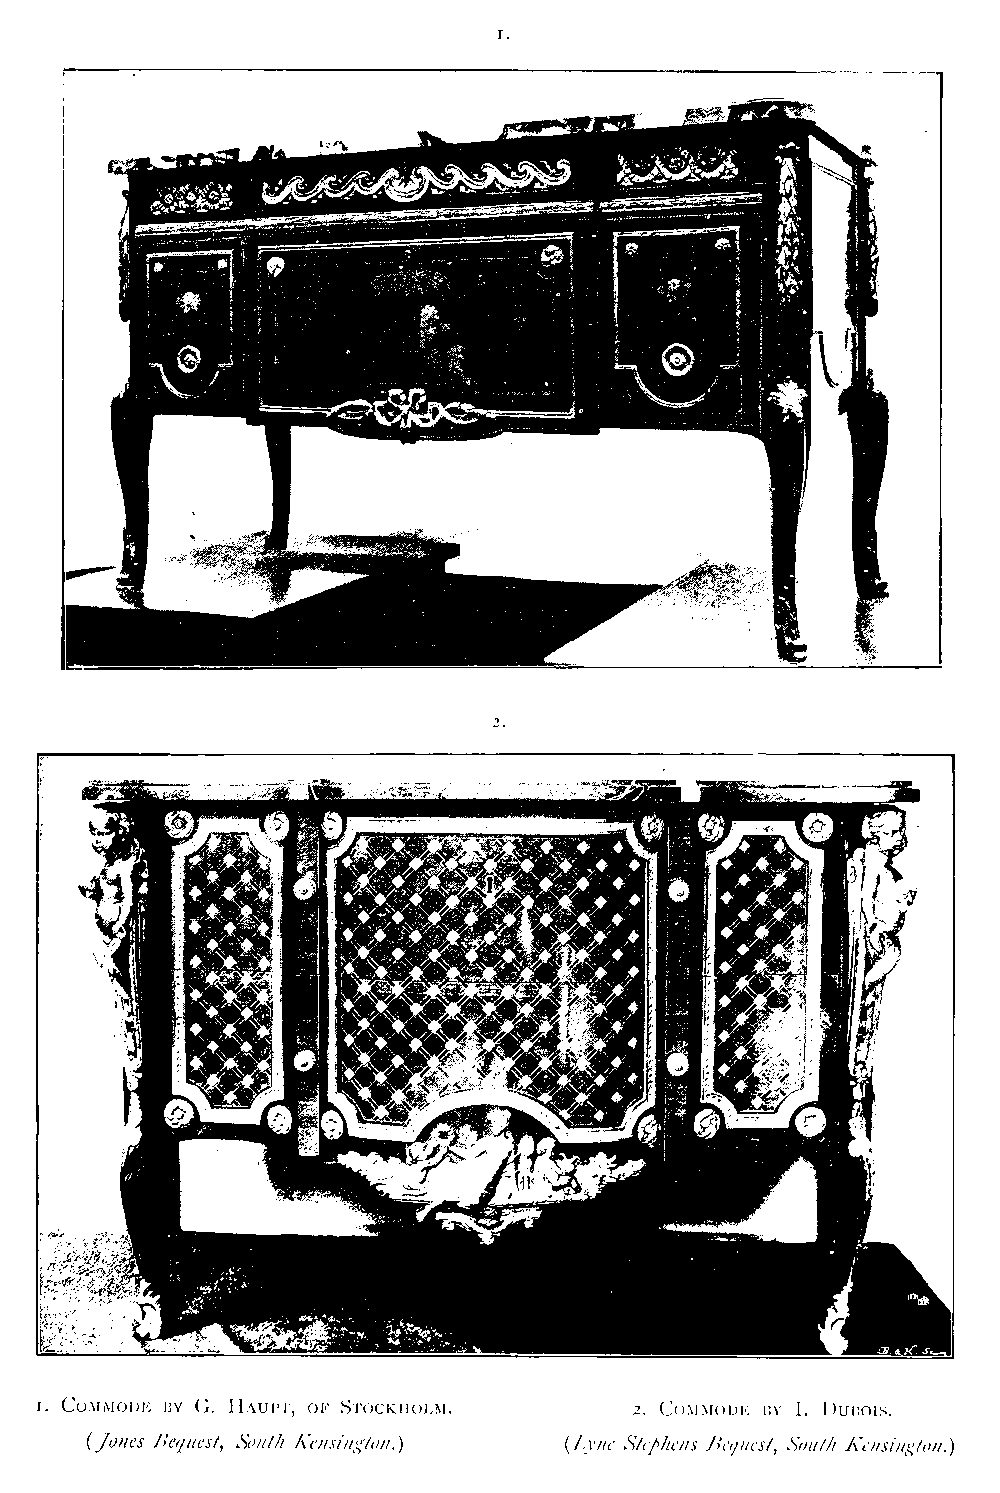 1.
2.
B. & K. Sc.
1. COMMODE BY G. HAUPT, OF STOCKHOLM.
(Jones Bequest, South Kensington.)
2. COMMODE BY I. DUBOIS.
(Lyne Stephens Bequest, South Kensington.)